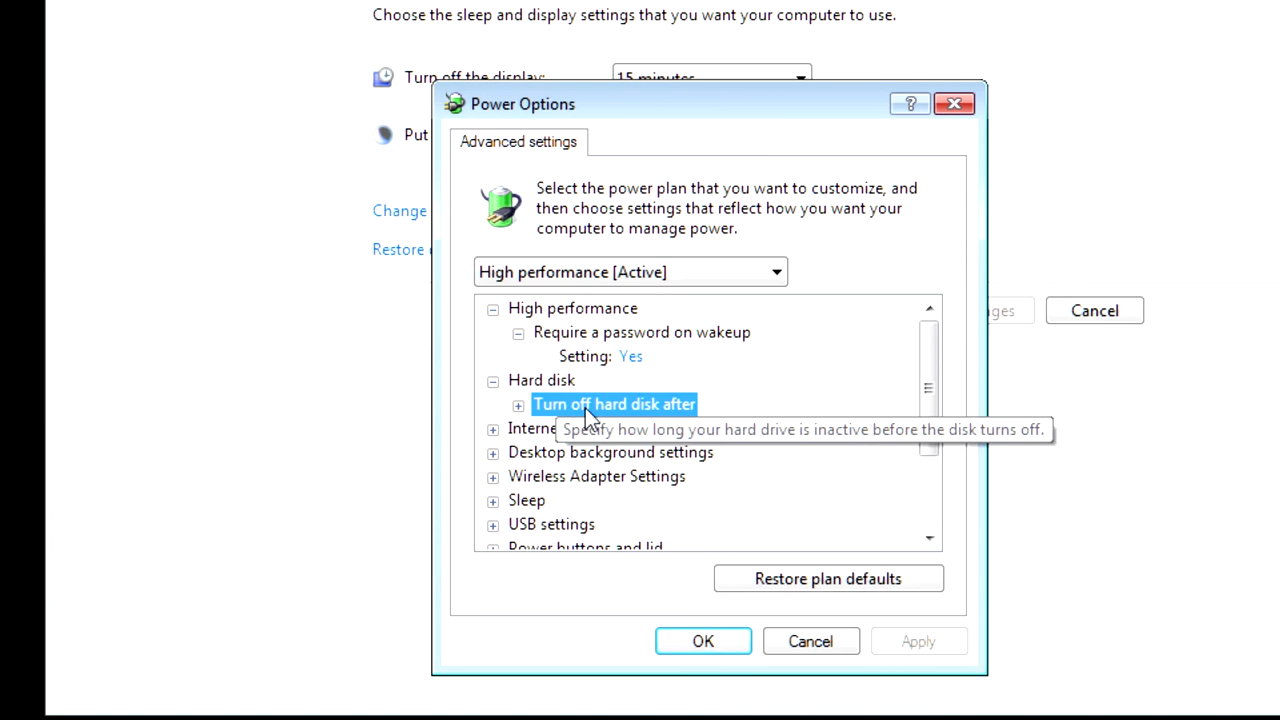 Choose the sleep and display settings that you want your computer to use.
Turn off the display: 15 minutes
Power Options
Put
Advanced settings
Select the power plan that you want to customize, and
then choose settings that reflect how you want your
computer to manage power.
Change
Restore
High performance [Active]
High performance
Require a password on wakeup
Setting: Yes
Cancel
Hard disk
Turn off hard disk after
Specify how long your hard drive is inactive before the disk turns off.
Desktop background settings
Wireless Adapter Settings
Sleep
USB settings
Power buttons and lid
Restore plan defaults
OK Cancel Apply